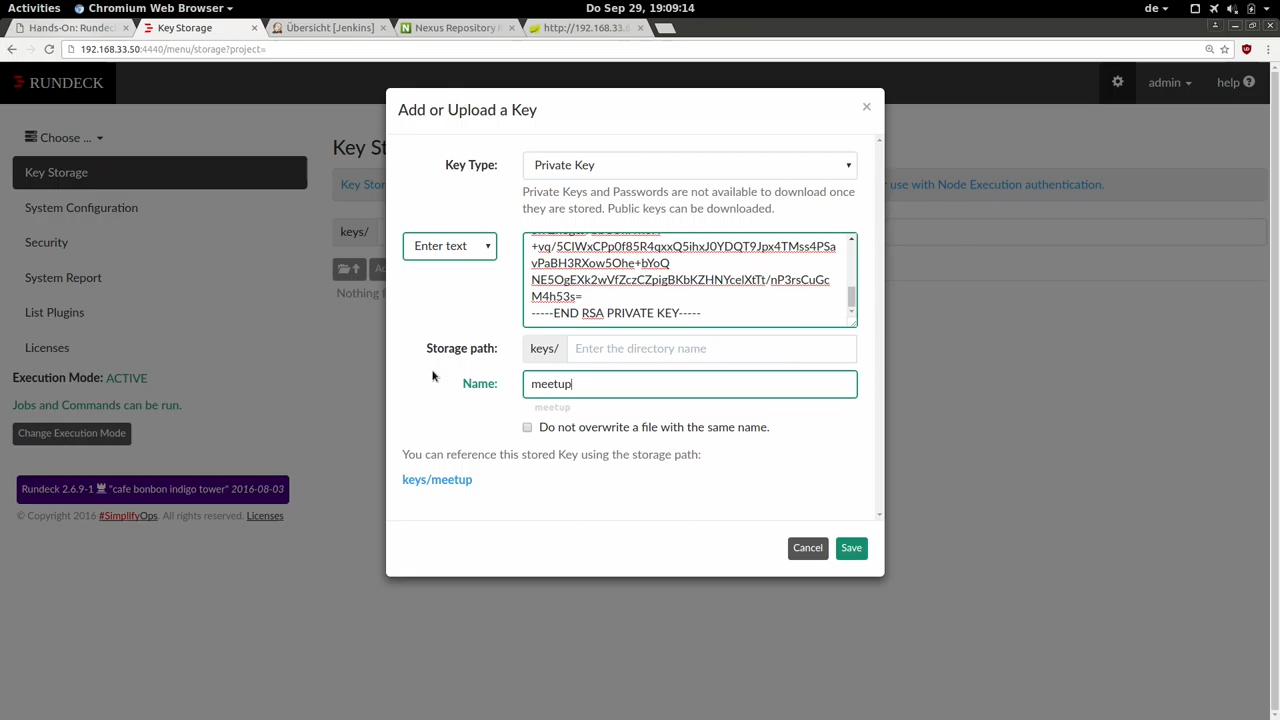 Activities Chromium Web Browser Do Sep 29, 19:09:14 de
Hands-On: Rundeck Key Storage Übersicht [Jenkins] Nexus Repository http://192.168.33.6
192.168.33.50:4440/menu/storage?project=
RUNDECK admin help
Add or Upload a Key
Choose ...
Key St
Key Storage
Key Stor
use with Node Execution authentication.
System Configuration
keys/
Security
System Report
Nothing
List Plugins
Licenses
Execution Mode: ACTIVE
Jobs and Commands can be run.
Change Execution Mode
Rundeck 2.6.9-1 "cafe bonbon indigo tower" 2016-08-03
© Copyright 2016 #SimplifyOps. All rights reserved. Licenses
Key Type: Private Key
Private Keys and Passwords are not available to download once
they are stored. Public keys can be downloaded.
Enter text
+vq/5CIWxCPp0f85R4qxxQ5ihxJ0YDQT9Jpx4TMss4PSa
vPaBH3RXow5Ohe+bYoQ
NE5OgEXk2wVfZczCZpigBKbKZHNYcelXtTt/nP3rsCuGc
M4h53s=
-----END RSA PRIVATE KEY-----
Storage path: keys/ Enter the directory name
Name: meetup
meetup
Do not overwrite a file with the same name.
You can reference this stored Key using the storage path:
keys/meetup
Cancel Save